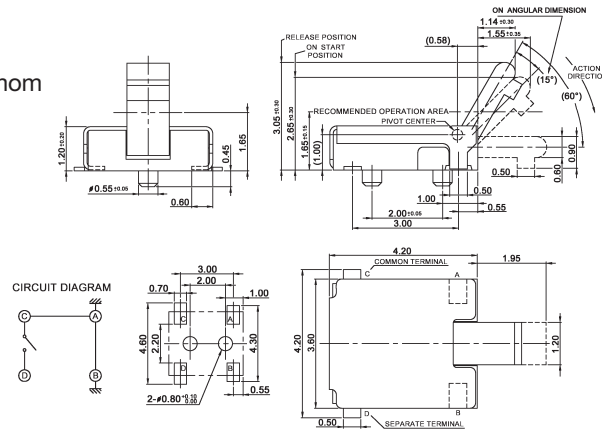 nom
1.20±0.20
ø0.55±0.05
0.60
0.45
1.65
ON ANGULAR DIMENSION
1.14±0.30
1.55±0.35
(0.58)
RELEASE POSITION
ON START
POSITION
(15°)
(60°)
ACTION
DIRECTIO
RECOMMENDED OPERATION AREA
PIVOT CENTER
3.05±0.30
2.65±0.30
1.65±0.15
(1.00)
0.50
0.60
0.90
0.50
1.00
0.55
2.00±0.05
3.00
CIRCUIT DIAGRAM
C
A
D
B
3.00
0.70
2.00
1.00
C
A
4.60
2.20
4.30
D
B
0.55
2-ø0.80+0.10 0.00
4.20
1.95
COMMON TERMINAL
C
A
4.20
3.60
1.20
D
B
0.50
SEPARATE TERMINAL